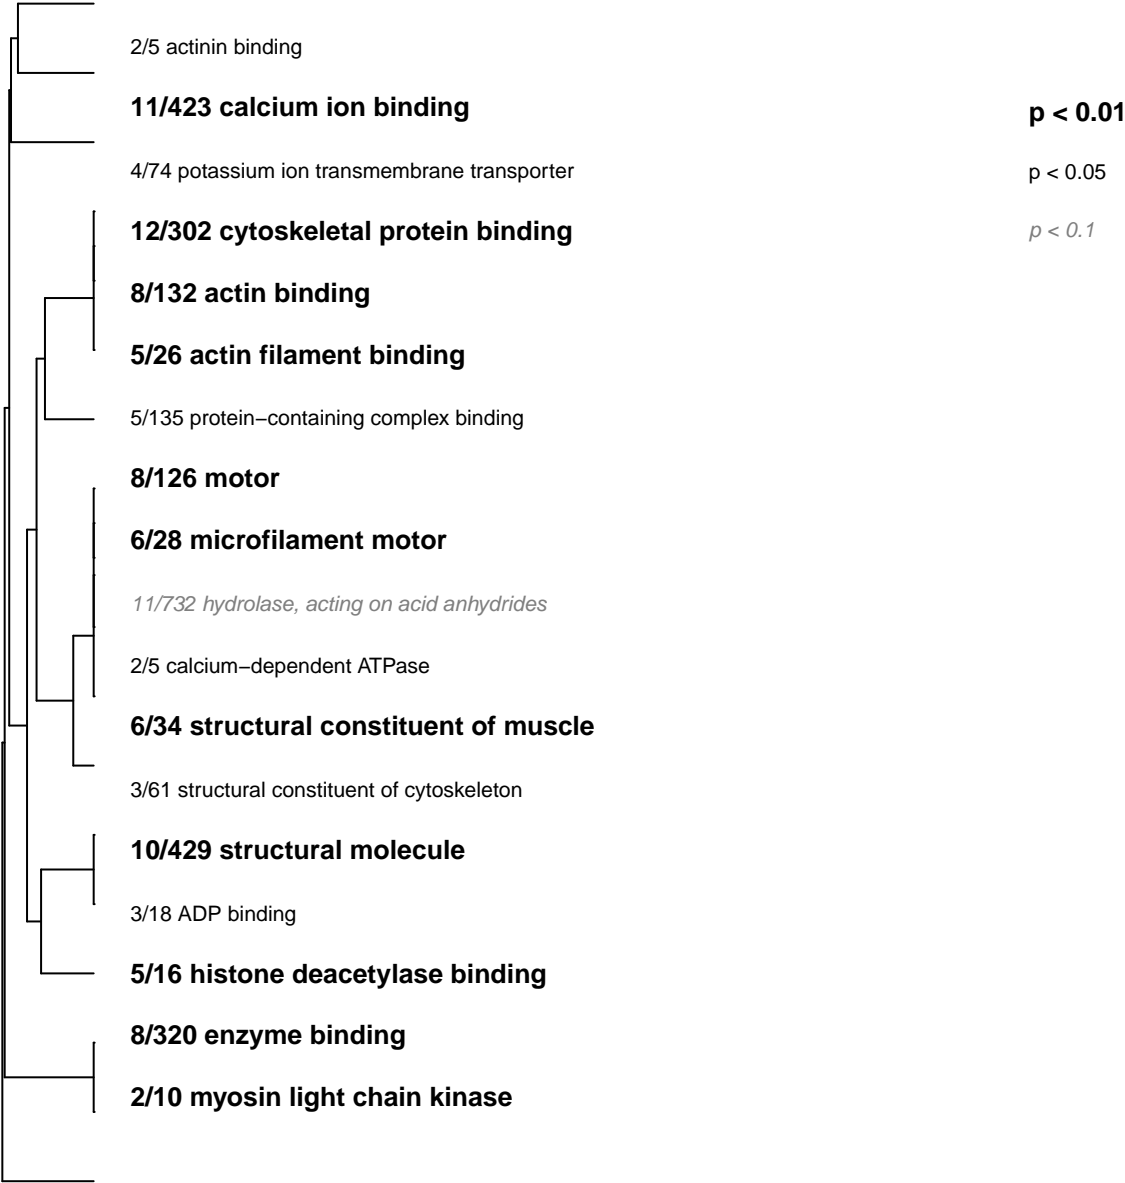 2/5 actinin binding
11/423 calcium ion binding
p < 0.01
4/74 potassium ion transmembrane transporter
p < 0.05
12/302 cytoskeletal protein binding
p < 0.1
8/132 actin binding
5/26 actin filament binding
5/135 protein−containing complex binding
8/126 motor
6/28 microfilament motor
11/732 hydrolase, acting on acid anhydrides
2/5 calcium−dependent ATPase
6/34 structural constituent of muscle
3/61 structural constituent of cytoskeleton
10/429 structural molecule
3/18 ADP binding
5/16 histone deacetylase binding
8/320 enzyme binding
2/10 myosin light chain kinase